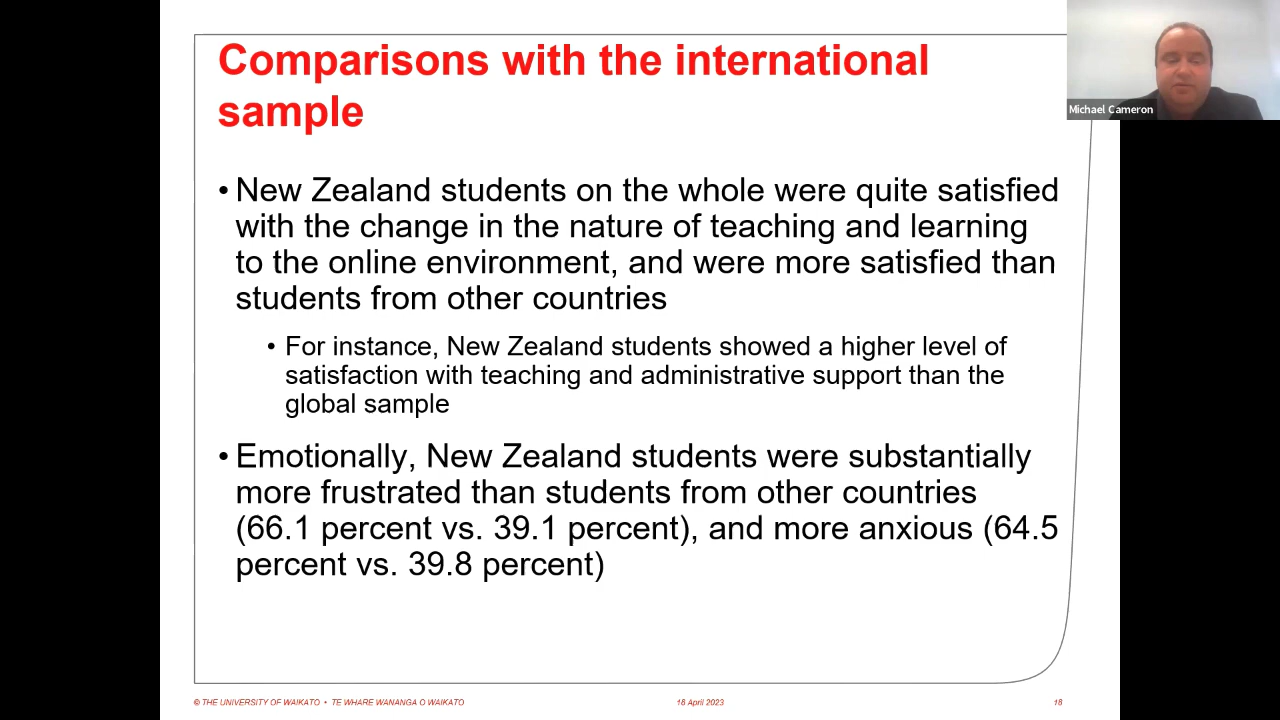 Comparisons with the international
sample
Michael Cameron
• New Zealand students on the whole were quite satisfied
with the change in the nature of teaching and learning
to the online environment, and were more satisfied than
students from other countries
• For instance, New Zealand students showed a higher level of
satisfaction with teaching and administrative support than the
global sample
• Emotionally, New Zealand students were substantially
more frustrated than students from other countries
(66.1 percent vs. 39.1 percent), and more anxious (64.5
percent vs. 39.8 percent)
© THE UNIVERSITY OF WAIKATO • TE WHARE WANANGA O WAIKATO
18 April 2023
18